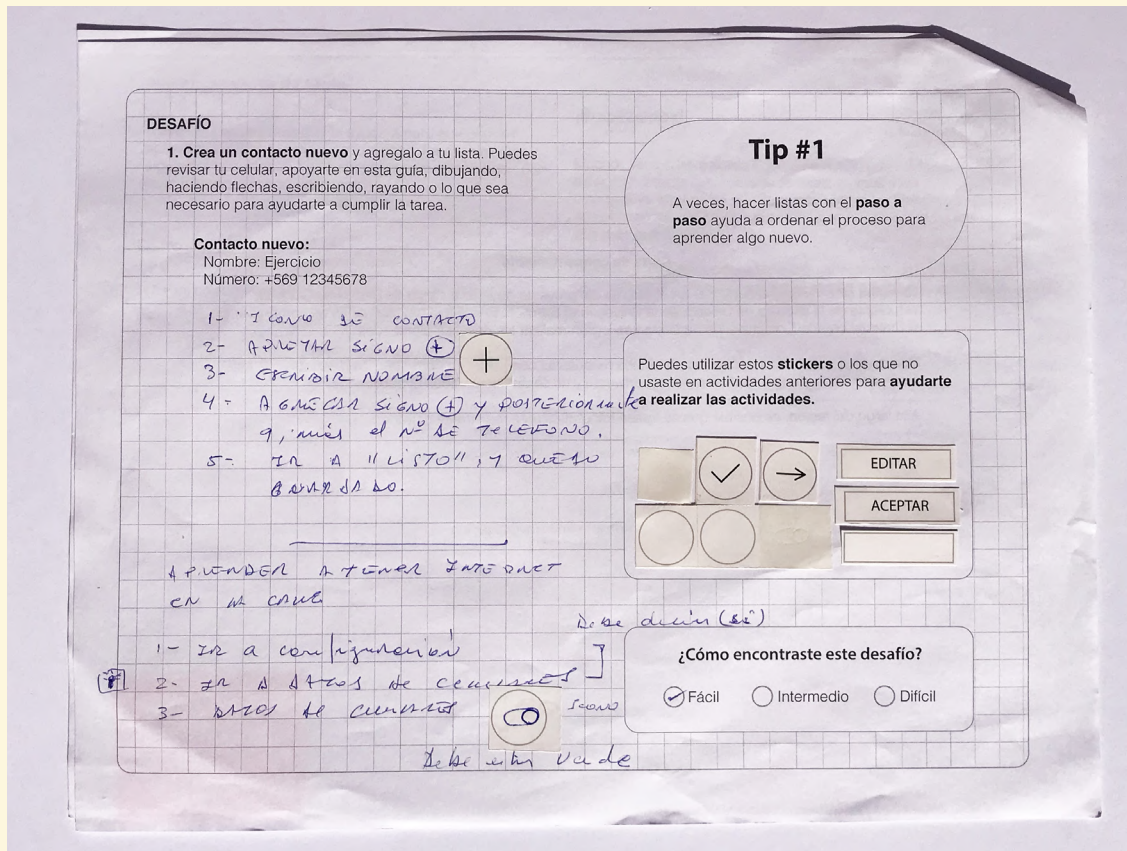 DESAFÍO
1. Crea un contacto nuevo y agregalo a tu lista. Puedes
revisar tu celular, apoyarte en esta guía, dibujando,
haciendo flechas, escribiendo, rayando o lo que sea
necesario para ayudarte a cumplir la tarea.
Contacto nuevo:
Nombre: Ejercicio
Número: +569 12345678
1- ICONO DE CONTACTO
2- APRETAR SIGNO (+)
3- ESCRIBIR NOMBRE
4- AGREGAR SIGNO (+) y POSTERIORMENTE
el Nº DE TELEFONO.
5- IR A "LISTO", Y QUEDO
GUARDADO.
APRENDER A TENER INTERNET
EN LA CALLE
1- IR a configuración
2- IR A DATOS de CELULARES
3- DATOS de CELULARES
Icono
Debe decir (sí)
Debe estar verde
Tip #1
A veces, hacer listas con el paso a
paso ayuda a ordenar el proceso para
aprender algo nuevo.
Puedes utilizar estos stickers o los que no
usaste en actividades anteriores para ayudarte
a realizar las actividades.
EDITAR
ACEPTAR
¿Cómo encontraste este desafío?
Fácil Intermedio Difícil